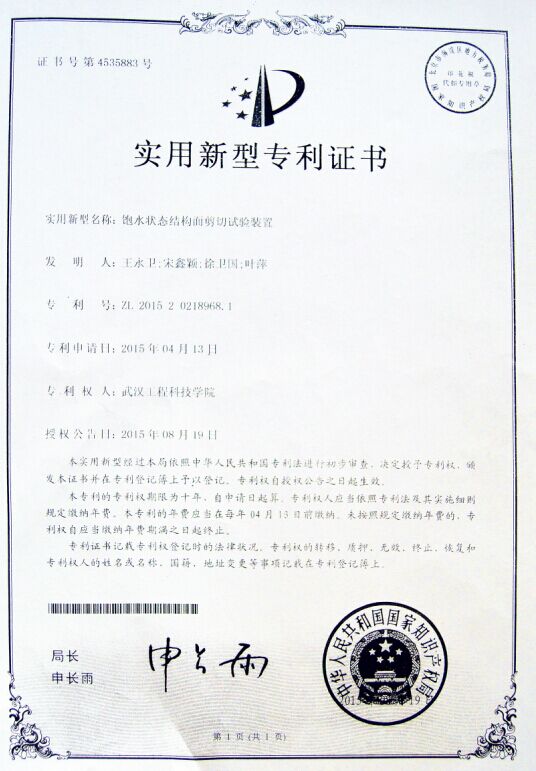 证书号第4535883号
印花税
代扣专用章
实用新型专利证书
实用新型名称：饱水状态结构面剪切试验装置
发明人：王永卫;宋鑫颖;徐卫国;叶萍
专利号：ZL 2015 2 0218968.1
专利申请日：2015年04月13日
专利权人：武汉工程科技学院
授权公告日：2015年08月19日
本实用新型经过本局依照中华人民共和国专利法进行初步审查，决定授予专利权，颁
发本证书并在专利登记簿上予以登记。专利权自授权公告之日起生效。
本专利的专利权期限为十年，自申请日起算。专利权人应当依照专利法及其实施细则
规定缴纳年费。本专利的年费应当在每年04月13日前缴纳。未按照规定缴纳年费的，专
利权自应当缴纳年费期满之日起终止。
专利证书记载专利权登记时的法律状况。专利权的转移、质押、无效、终止、恢复和
专利权人的姓名或名称、国籍、地址变更等事项记载在专利登记簿上。
局长
申长雨
申长雨
中华人民共和国国家知识产权局
第1页(共1页)